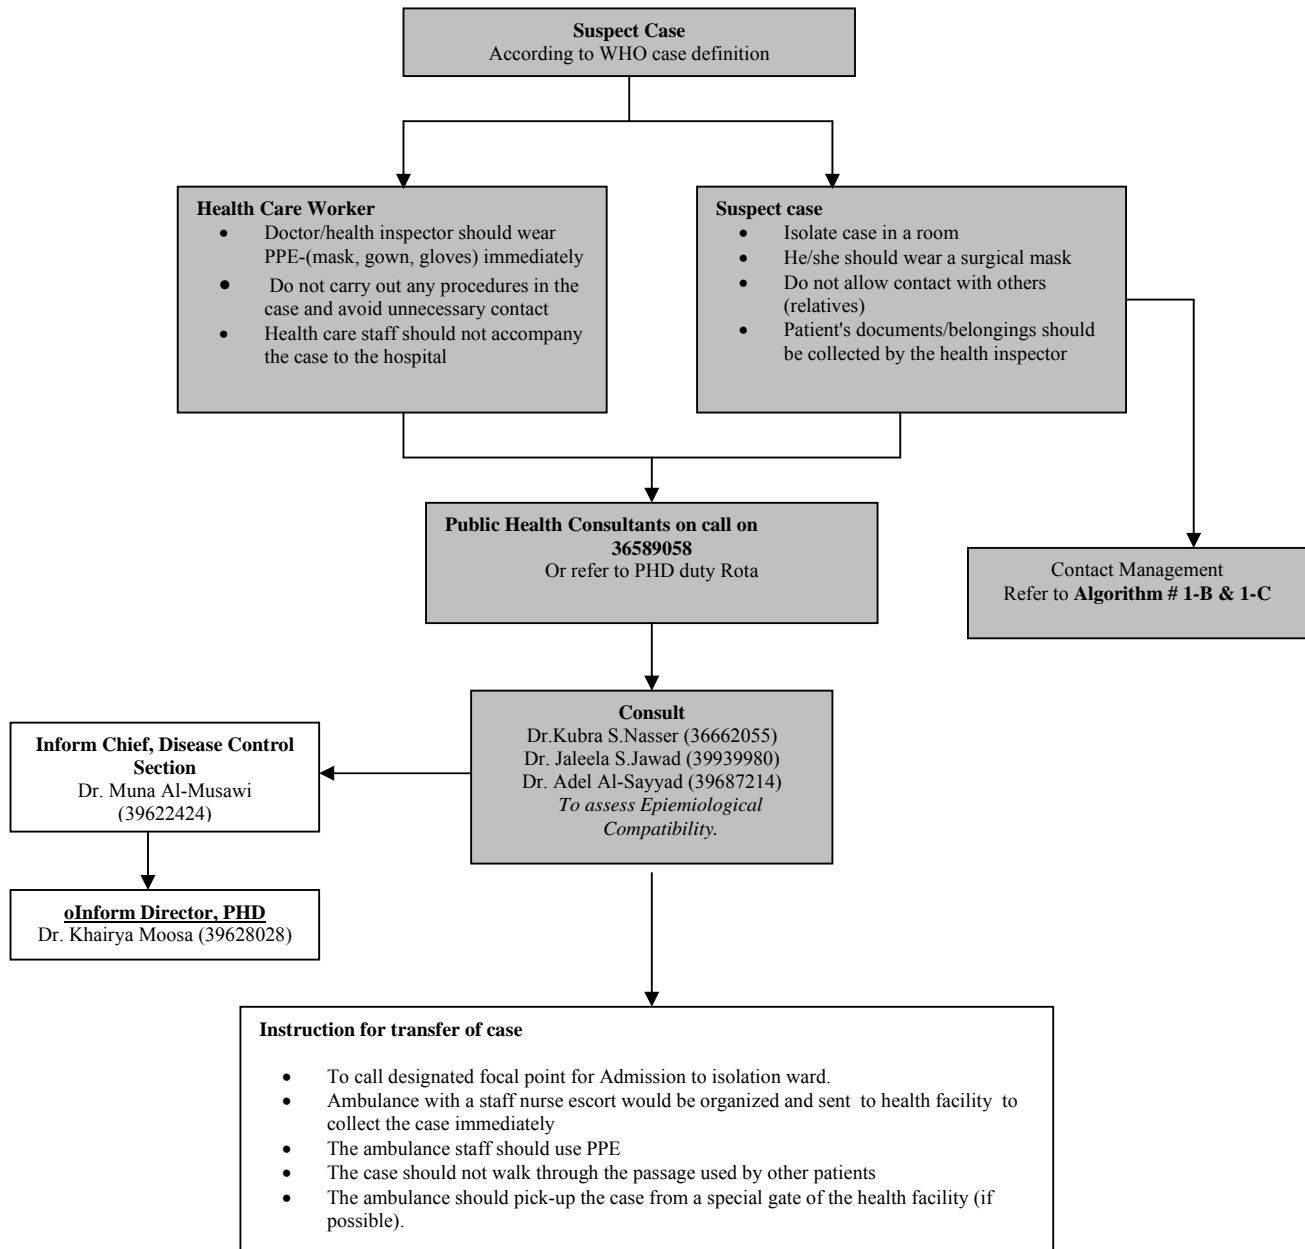 Suspect Case
According to WHO case definition
Health Care Worker
• Doctor/health inspector should wear
PPE-(mask, gown, gloves) immediately
• Do not carry out any procedures in the
case and avoid unnecessary contact
• Health care staff should not accompany
the case to the hospital
Suspect case
• Isolate case in a room
• He/she should wear a surgical mask
• Do not allow contact with others
(relatives)
• Patient's documents/belongings should
be collected by the health inspector
Public Health Consultants on call on
36589058
Or refer to PHD duty Rota
Contact Management
Refer to Algorithm # 1-B & 1-C
Consult
Dr.Kubra S.Nasser (36662055)
Dr. Jaleela S.Jawad (39939980)
Dr. Adel Al-Sayyad (39687214)
To assess Epiemiological
Compatibility.
Inform Chief, Disease Control
Section
Dr. Muna Al-Musawi
(39622424)
oInform Director, PHD
Dr. Khairya Moosa (39628028)
Instruction for transfer of case
• To call designated focal point for Admission to isolation ward.
• Ambulance with a staff nurse escort would be organized and sent to health facility to
collect the case immediately
• The ambulance staff should use PPE
• The case should not walk through the passage used by other patients
• The ambulance should pick-up the case from a special gate of the health facility (if
possible).